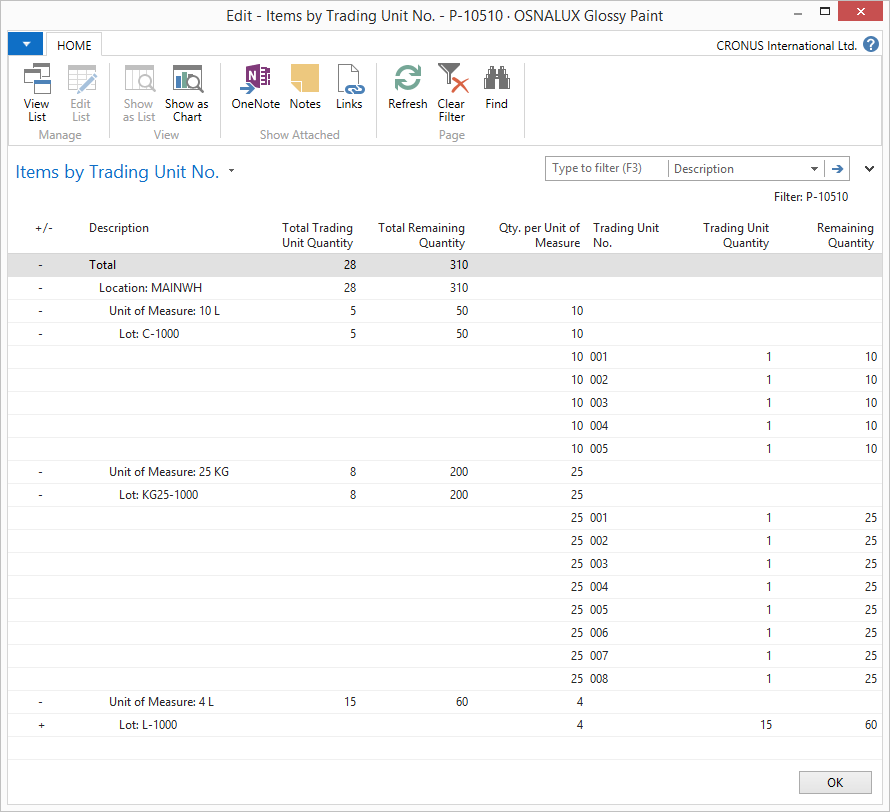 Edit - Items by Trading Unit No. - P-10510 · OSNALUX Glossy Paint
HOME
CRONUS International Ltd.
View List
Edit List
Show as List
Show as Chart
OneNote
Notes
Links
Refresh
Clear Filter
Find
Manage
View
Show Attached
Page
Items by Trading Unit No.
Type to filter (F3)
Description
Filter: P-10510
+/- Description Total Trading Unit Quantity Total Remaining Quantity Qty. per Unit of Measure Trading Unit No. Trading Unit Quantity Remaining Quantity
- Total 28 310
- Location: MAINWH 28 310
- Unit of Measure: 10 L 5 50 10
- Lot: C-1000 5 50 10
10 001 1 10
10 002 1 10
10 003 1 10
10 004 1 10
10 005 1 10
- Unit of Measure: 25 KG 8 200 25
- Lot: KG25-1000 8 200 25
25 001 1 25
25 002 1 25
25 003 1 25
25 004 1 25
25 005 1 25
25 006 1 25
25 007 1 25
25 008 1 25
- Unit of Measure: 4 L 15 60 4
+ Lot: L-1000 4 15 60
OK